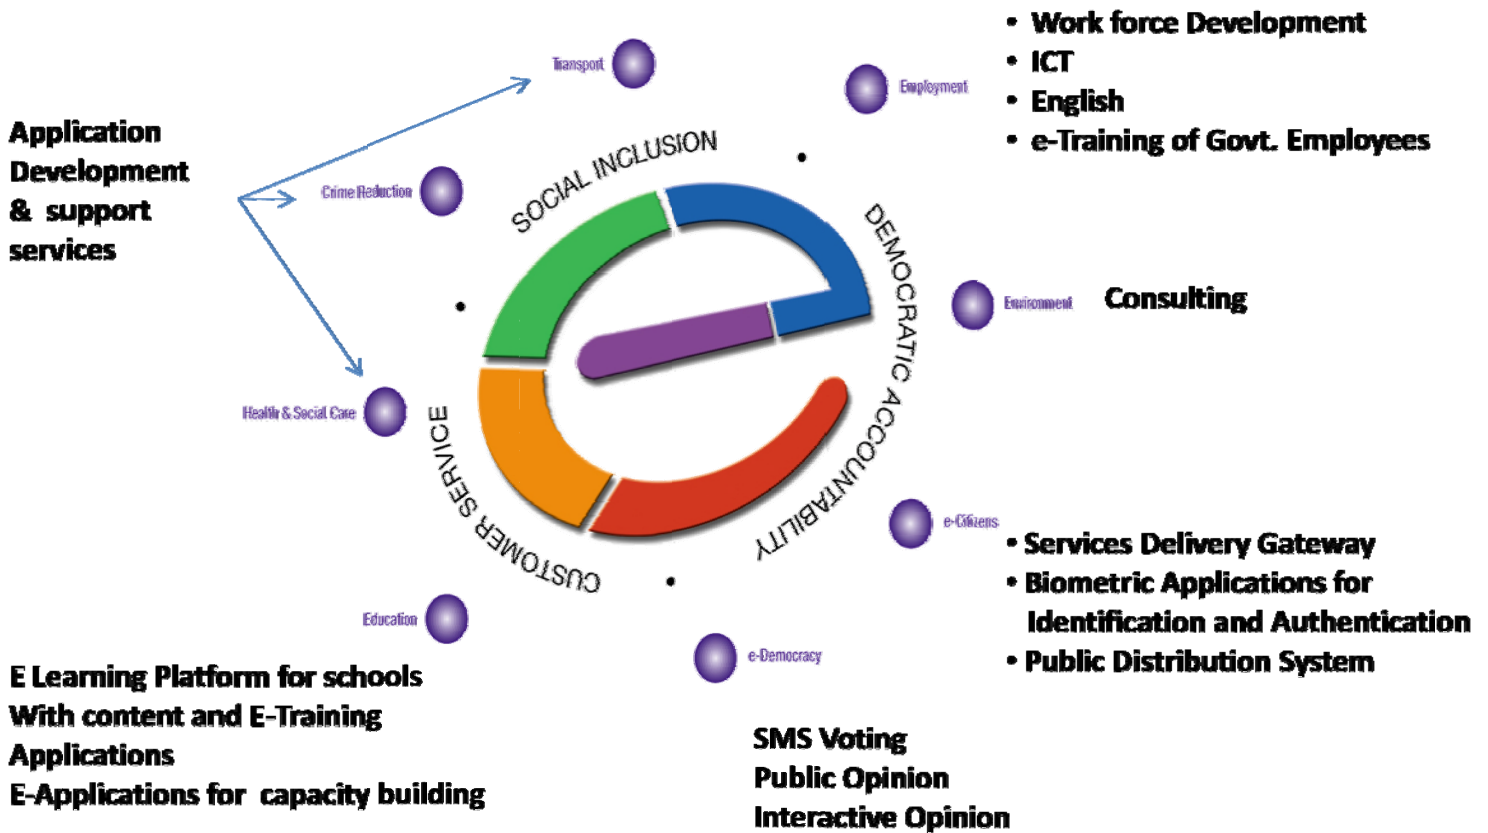 Transport
Employment
• Work force Development
• ICT
• English
• e-Training of Govt. Employees
Application
Development
& support
services
Crime Reduction
SOCIAL INCLUSION
DEMOCRATIC ACCOUNTABILITY
CUSTOMER SERVICE
Environment
Consulting
Health & Social Care
e-Citizens
• Services Delivery Gateway
• Biometric Applications for
Identification and Authentication
• Public Distribution System
Education
E Learning Platform for schools
With content and E-Training
Applications
E-Applications for capacity building
e-Democracy
SMS Voting
Public Opinion
Interactive Opinion